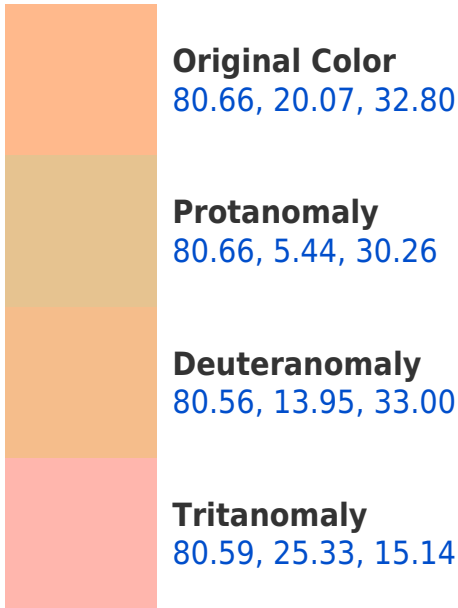 Original Color
80.66, 20.07, 32.80
Protanomaly
80.66, 5.44, 30.26
Deuteranomaly
80.56, 13.95, 33.00
Tritanomaly
80.59, 25.33, 15.14